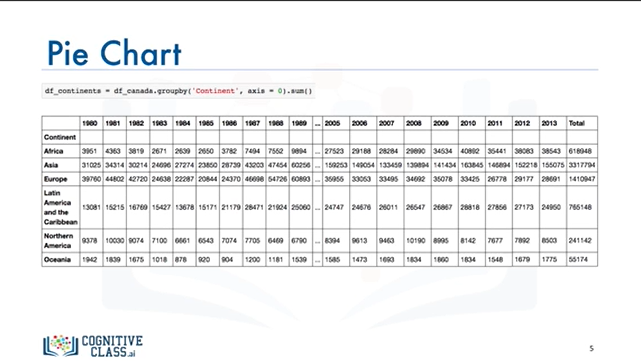 Pie Chart
df_continents = df_canada.groupby('Continent', axis = 0).sum()
1980 1981 1982 1983 1984 1985 1986 1987 1988 1989 ... 2005 2006 2007 2008 2009 2010 2011 2012 2013 Total
Continent
Africa 3951 4363 3819 2671 2639 2650 3782 7494 7552 9894 ... 27523 29188 28284 29890 34534 40892 35441 38083 38543 618948
Asia 31025 34314 30214 24696 27274 23850 28739 43203 47454 60256 ... 159253 149054 133459 139894 141434 163845 146894 152218 155075 3317794
Europe 39760 44802 42720 24638 22287 20844 24370 46698 54726 60893 ... 35955 33053 33495 34692 35078 33425 26778 29177 28691 1410947
Latin
America
and the
Caribbean 13081 15215 16769 15427 13678 15171 21179 28471 21924 25060 ... 24747 24676 26011 26547 26867 28818 27856 27173 24950 765148
Northern
America 9378 10030 9074 7100 6661 6543 7074 7705 6469 6790 ... 8394 9613 9463 10190 8995 8142 7677 7892 8503 241142
Oceania 1942 1839 1675 1018 878 920 904 1200 1181 1539 ... 1585 1473 1693 1834 1860 1834 1548 1679 1775 55174
COGNITIVE
CLASS.ai
5